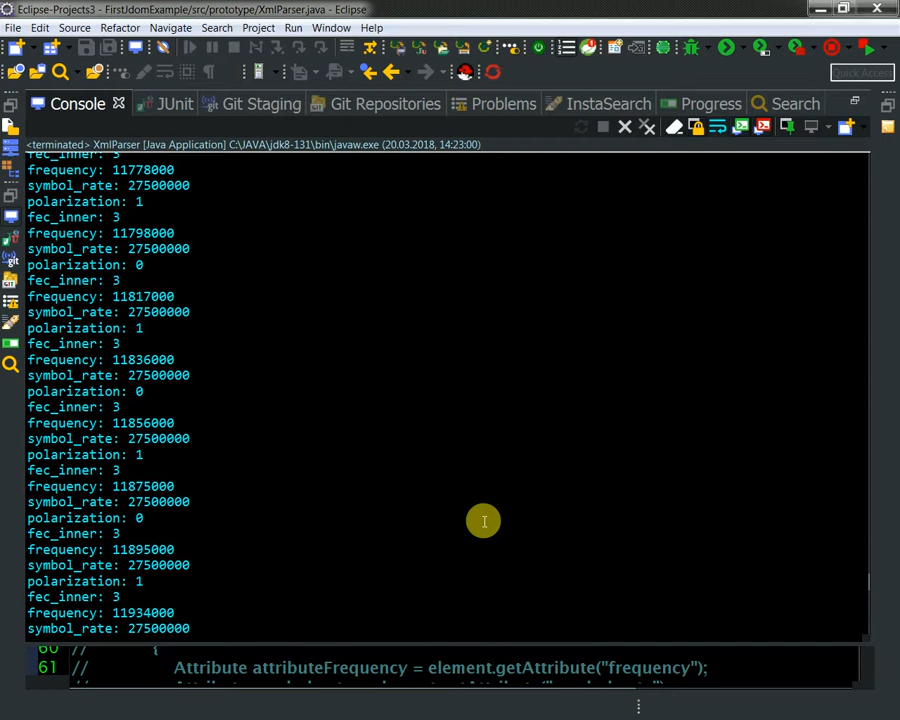 Eclipse-Projects3 - FirstJdomExample/src/prototype/XmlParser.java - Eclipse
File Edit Source Refactor Navigate Search Project Run Window Help
Quick Access
Console JUnit Git Staging Git Repositories Problems InstaSearch Progress Search
<terminated> XmlParser [Java Application] C:\JAVA\jdk8-131\bin\javaw.exe (20.03.2018, 14:23:00)
fec_inner: 3
frequency: 11778000
symbol_rate: 27500000
polarization: 1
fec_inner: 3
frequency: 11798000
symbol_rate: 27500000
polarization: 0
fec_inner: 3
frequency: 11817000
symbol_rate: 27500000
polarization: 1
fec_inner: 3
frequency: 11836000
symbol_rate: 27500000
polarization: 0
fec_inner: 3
frequency: 11856000
symbol_rate: 27500000
polarization: 1
fec_inner: 3
frequency: 11875000
symbol_rate: 27500000
polarization: 0
fec_inner: 3
frequency: 11895000
symbol_rate: 27500000
polarization: 1
fec_inner: 3
frequency: 11934000
symbol_rate: 27500000
60 // {
61 // Attribute attributeFrequency = element.getAttribute("frequency");